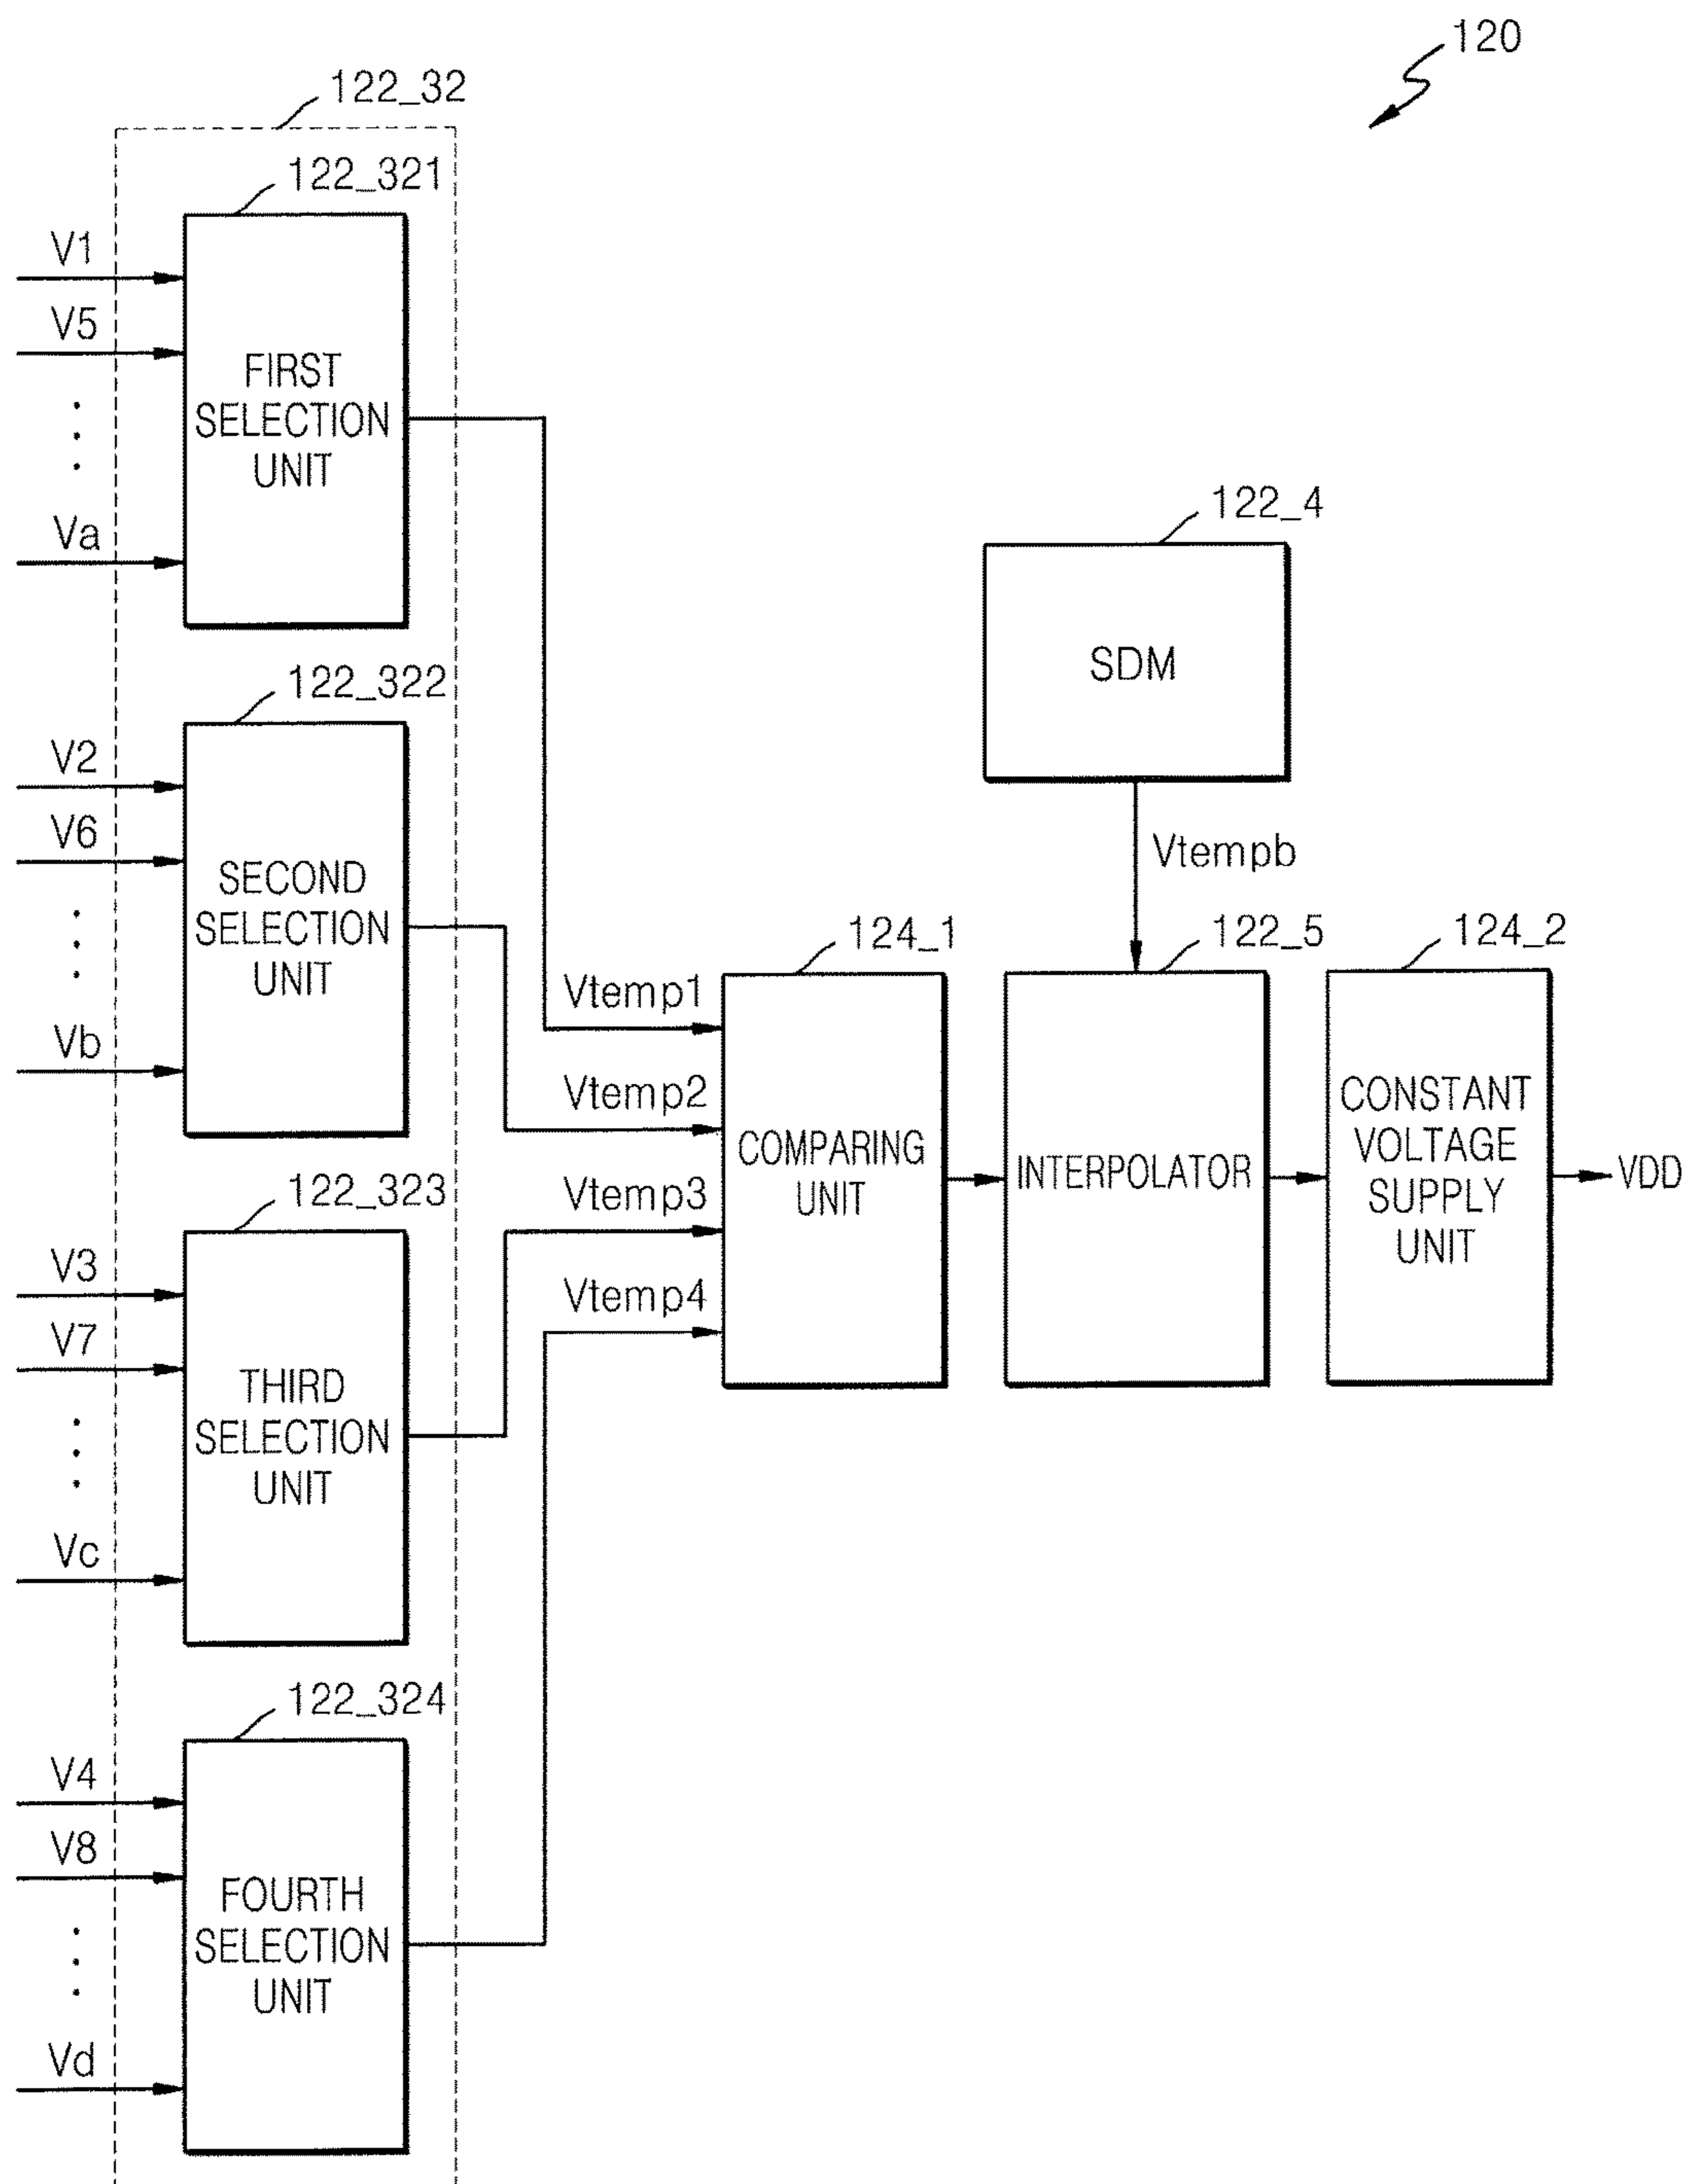 120
122_32
122_321
V1
V5
Va
FIRST
SELECTION
UNIT
122_322
V2
V6
Vb
SECOND
SELECTION
UNIT
122_323
V3
V7
Vc
THIRD
SELECTION
UNIT
122_324
V4
V8
Vd
FOURTH
SELECTION
UNIT
Vtemp1
Vtemp2
Vtemp3
Vtemp4
124_1
COMPARING
UNIT
122_4
SDM
Vtempb
122_5
INTERPOLATOR
124_2
CONSTANT
VOLTAGE
SUPPLY
UNIT
VDD